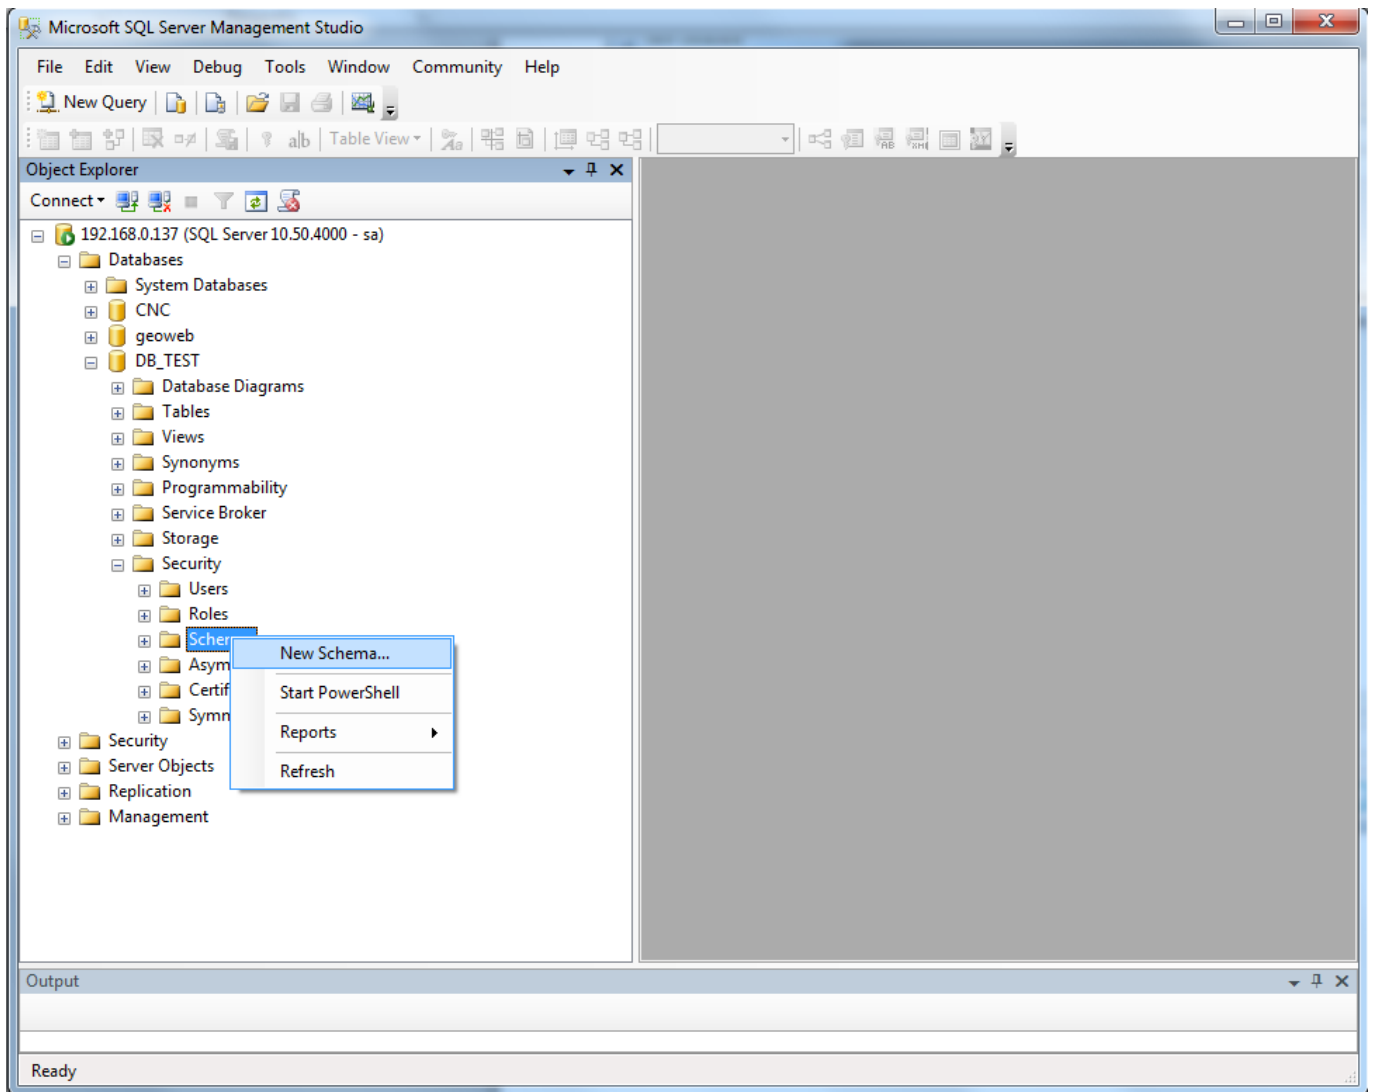 Microsoft SQL Server Management Studio
File Edit View Debug Tools Window Community Help
New Query
Table View
Object Explorer
Connect
192.168.0.137 (SQL Server 10.50.4000 - sa)
Databases
System Databases
CNC
geoweb
DB_TEST
Database Diagrams
Tables
Views
Synonyms
Programmability
Service Broker
Storage
Security
Users
Roles
Schem
New Schema...
Asym
Certif
Start PowerShell
Symn
Reports
Security
Server Objects
Refresh
Replication
Management
Output
Ready